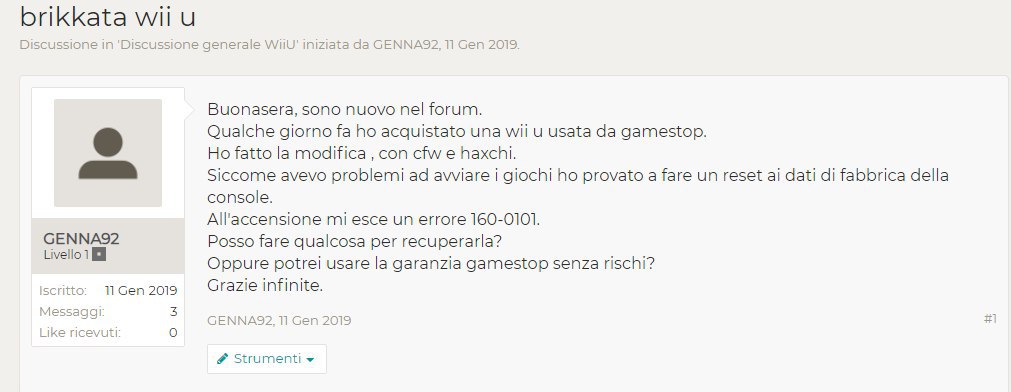 brikkata wii u
Discussione in 'Discussione generale WiiU' iniziata da GENNA92, 11 Gen 2019.
Buonasera, sono nuovo nel forum.
Qualche giorno fa ho acquistato una wii u usata da gamestop.
Ho fatto la modifica , con cfw e haxchi.
Siccome avevo problemi ad avviare i giochi ho provato a fare un reset ai dati di fabbrica della
console.
All'accensione mi esce un errore 160-0101.
Posso fare qualcosa per recuperarla?
Oppure potrei usare la garanzia gamestop senza rischi?
Grazie infinite.
GENNA92
Livello 1
Iscritto: 11 Gen 2019
Messaggi: 3
Like ricevuti: 0
GENNA92, 11 Gen 2019
#1
Strumenti